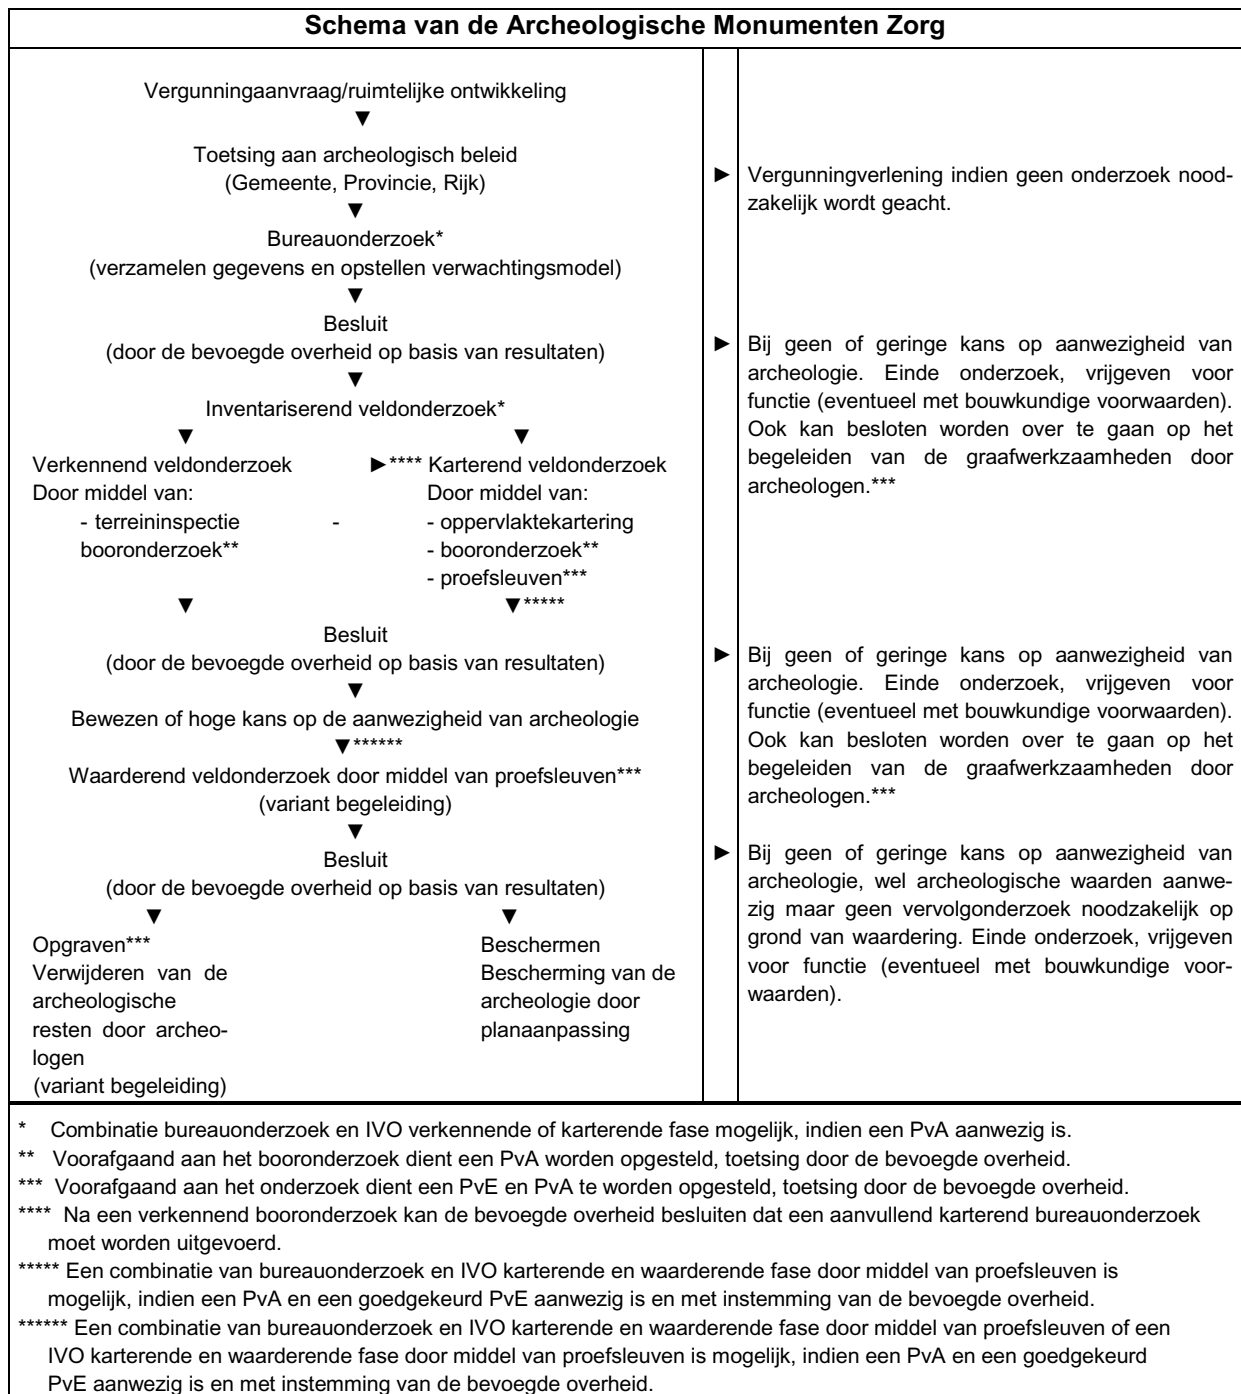 Schema van de Archeologische Monumenten Zorg
Vergunningaanvraag/ruimtelijke ontwikkeling
▼
Toetsing aan archeologisch beleid
(Gemeente, Provincie, Rijk)
▼
Bureauonderzoek*
(verzamelen gegevens en opstellen verwachtingsmodel)
▼
Besluit
(door de bevoegde overheid op basis van resultaten)
▼
Inventariserend veldonderzoek*
▼ ▼
Verkennend veldonderzoek ►**** Karterend veldonderzoek
Door middel van: Door middel van:
- terreininspectie - - oppervlaktekartering
booronderzoek** - booronderzoek**
- proefsleuven***
▼ ▼*****
Besluit
(door de bevoegde overheid op basis van resultaten)
▼
Bewezen of hoge kans op de aanwezigheid van archeologie
▼******
Waarderend veldonderzoek door middel van proefsleuven***
(variant begeleiding)
▼
Besluit
(door de bevoegde overheid op basis van resultaten)
▼ ▼
Opgraven***
Verwijderen van de
archeologische
resten door archeo-
logen
(variant begeleiding)
Beschermen
Bescherming van de
archeologie door
planaanpassing
► Vergunningverlening indien geen onderzoek nood-
zakelijk wordt geacht.
► Bij geen of geringe kans op aanwezigheid van
archeologie. Einde onderzoek, vrijgeven voor
functie (eventueel met bouwkundige voorwaarden).
Ook kan besloten worden over te gaan op het
begeleiden van de graafwerkzaamheden door
archeologen.***
► Bij geen of geringe kans op aanwezigheid van
archeologie. Einde onderzoek, vrijgeven voor
functie (eventueel met bouwkundige voorwaarden).
Ook kan besloten worden over te gaan op het
begeleiden van de graafwerkzaamheden door
archeologen.***
► Bij geen of geringe kans op aanwezigheid van
archeologie, wel archeologische waarden aanwe-
zig maar geen vervolgonderzoek noodzakelijk op
grond van waardering. Einde onderzoek, vrijgeven
voor functie (eventueel met bouwkundige voor-
waarden).
* Combinatie bureauonderzoek en IVO verkennende of karterende fase mogelijk, indien een PvA aanwezig is.
** Voorafgaand aan het booronderzoek dient een PvA worden opgesteld, toetsing door de bevoegde overheid.
*** Voorafgaand aan het onderzoek dient een PvE en PvA te worden opgesteld, toetsing door de bevoegde overheid.
**** Na een verkennend booronderzoek kan de bevoegde overheid besluiten dat een aanvullend karterend bureauonderzoek
moet worden uitgevoerd.
***** Een combinatie van bureauonderzoek en IVO karterende en waarderende fase door middel van proefsleuven is
mogelijk, indien een PvA en een goedgekeurd PvE aanwezig is en met instemming van de bevoegde overheid.
****** Een combinatie van bureauonderzoek en IVO karterende en waarderende fase door middel van proefsleuven of een
IVO karterende en waarderende fase door middel van proefsleuven is mogelijk, indien een PvA en een goedgekeurd
PvE aanwezig is en met instemming van de bevoegde overheid.